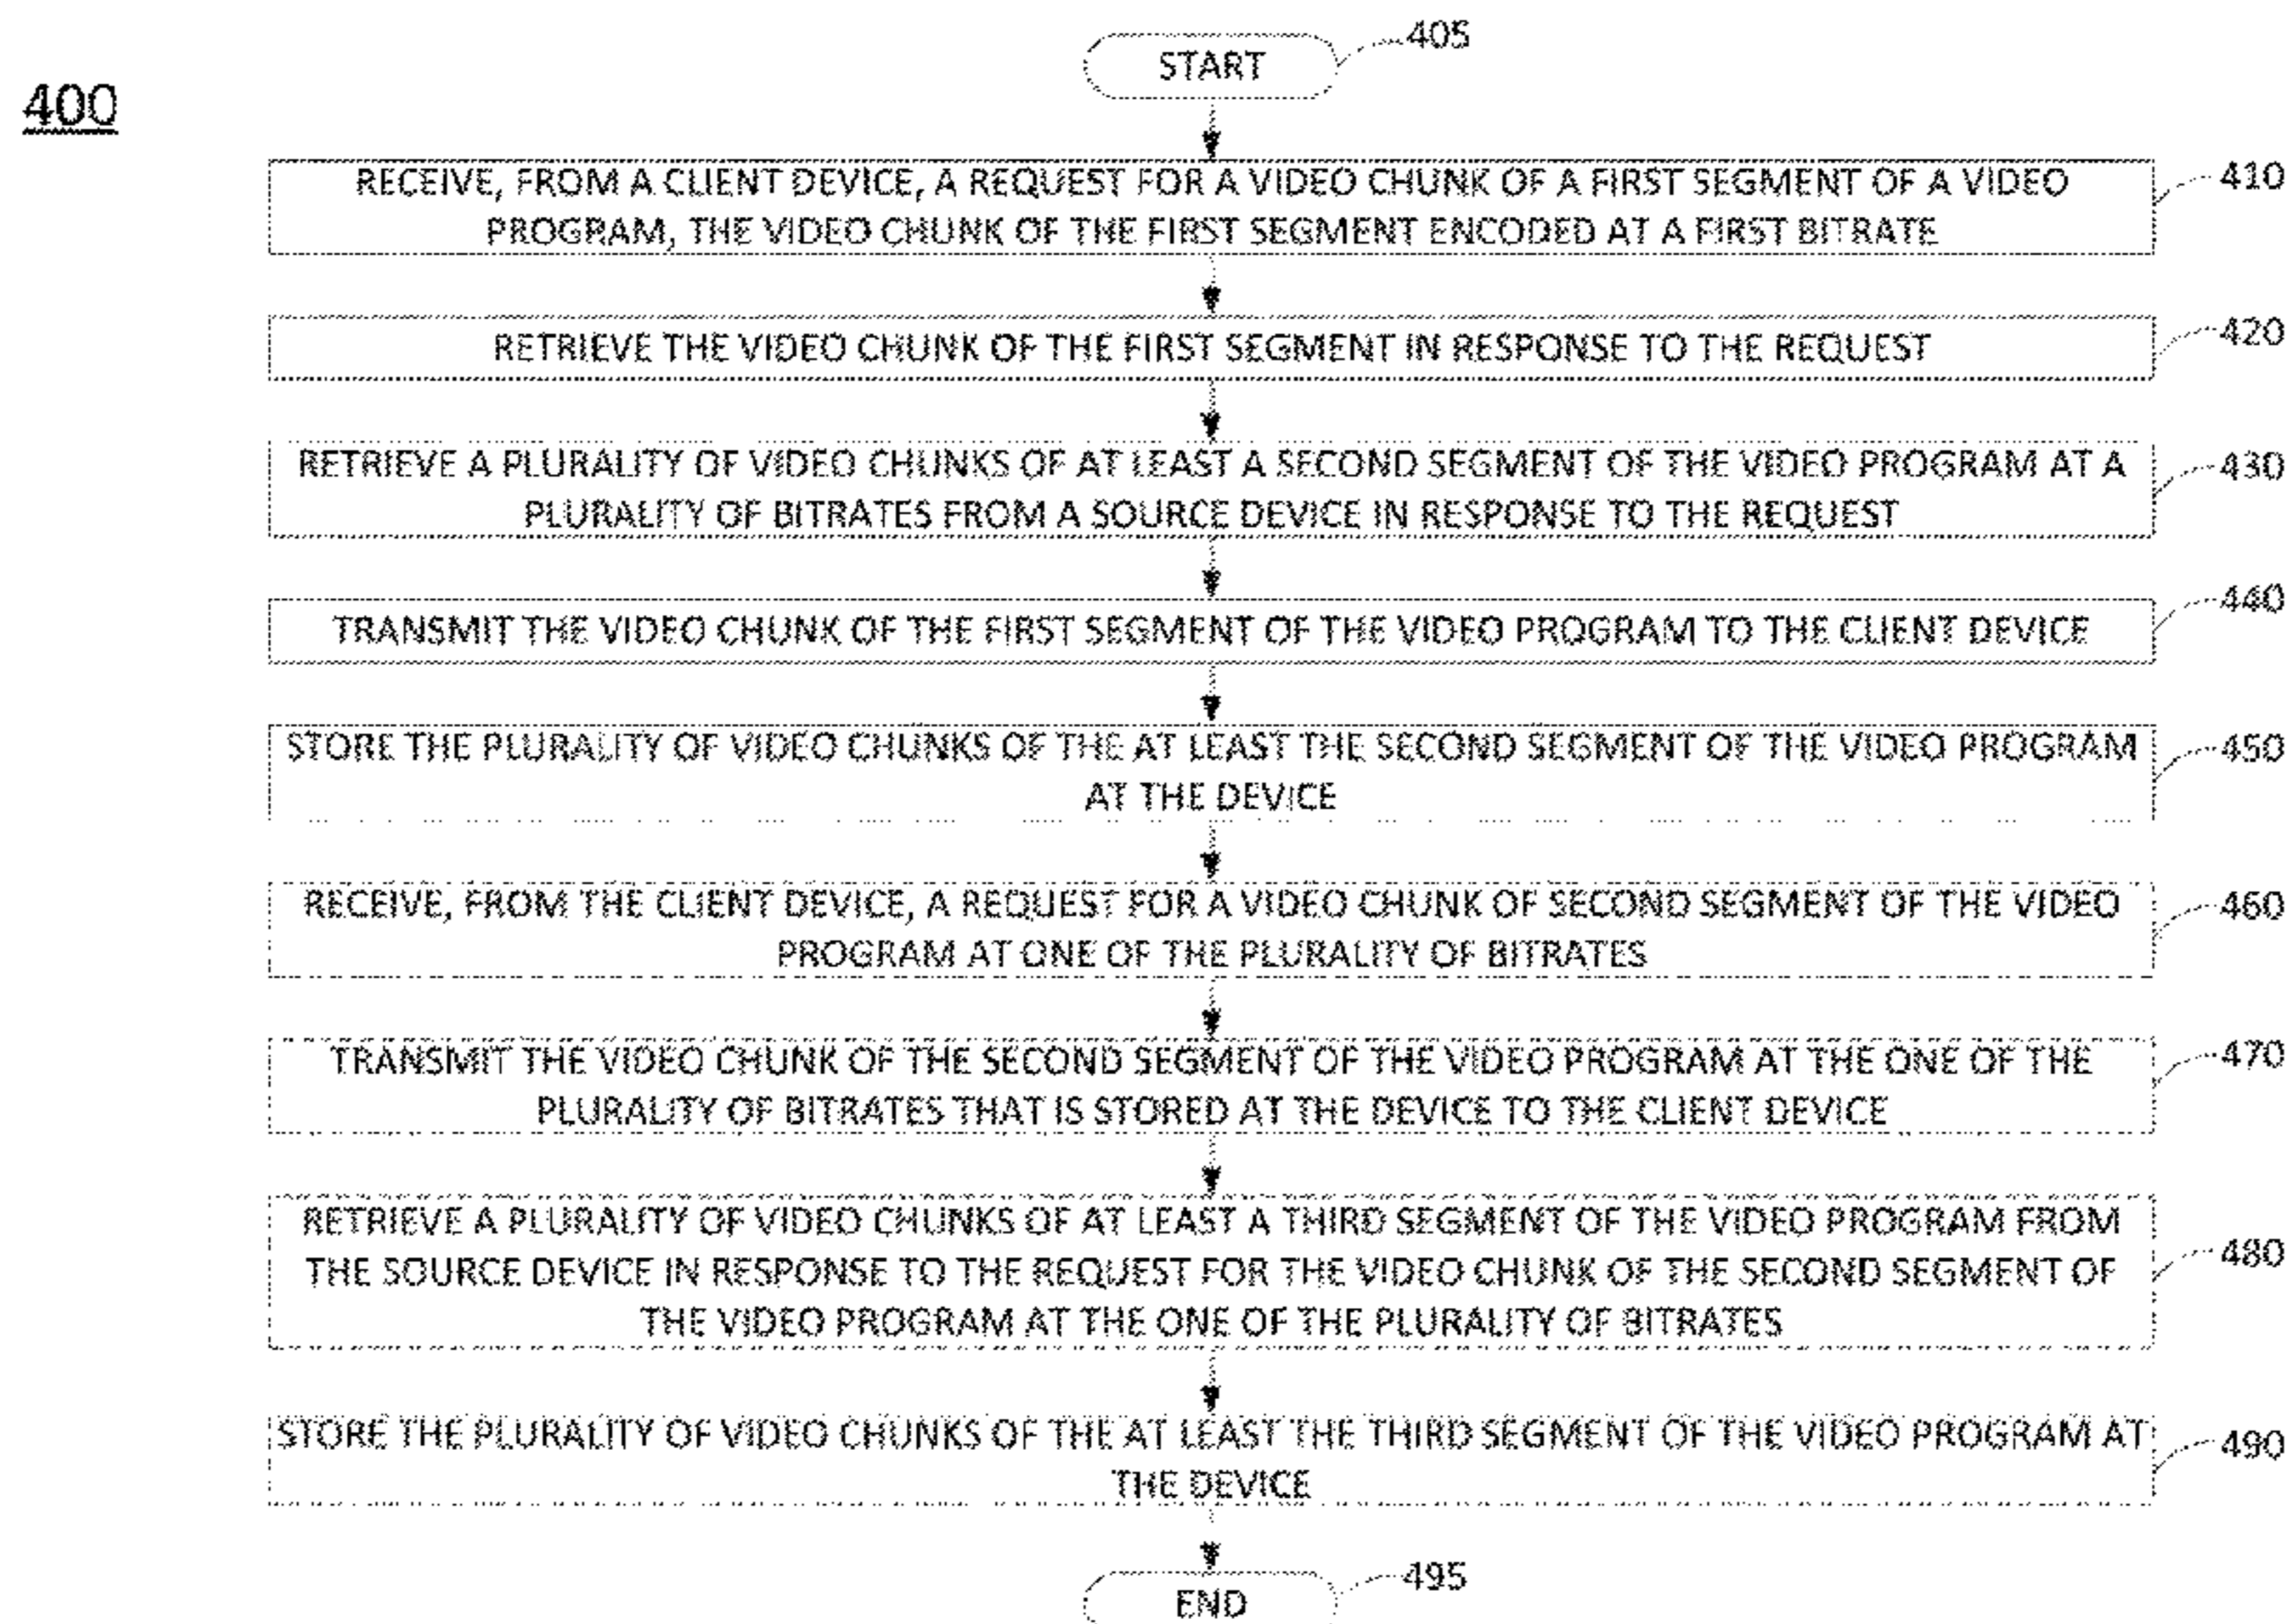 400
START
405
RECEIVE, FROM A CLIENT DEVICE, A REQUEST FOR A VIDEO CHUNK OF A FIRST SEGMENT OF A VIDEO
PROGRAM, THE VIDEO CHUNK OF THE FIRST SEGMENT ENCODED AT A FIRST BITRATE
410
RETRIEVE THE VIDEO CHUNK OF THE FIRST SEGMENT IN RESPONSE TO THE REQUEST
420
RETRIEVE A PLURALITY OF VIDEO CHUNKS OF AT LEAST A SECOND SEGMENT OF THE VIDEO PROGRAM AT A
PLURALITY OF BITRATES FROM A SOURCE DEVICE IN RESPONSE TO THE REQUEST
430
TRANSMIT THE VIDEO CHUNK OF THE FIRST SEGMENT OF THE VIDEO PROGRAM TO THE CLIENT DEVICE
440
STORE THE PLURALITY OF VIDEO CHUNKS OF THE AT LEAST THE SECOND SEGMENT OF THE VIDEO PROGRAM
AT THE DEVICE
450
RECEIVE, FROM THE CLIENT DEVICE, A REQUEST FOR A VIDEO CHUNK OF SECOND SEGMENT OF THE VIDEO
PROGRAM AT ONE OF THE PLURALITY OF BITRATES
460
TRANSMIT THE VIDEO CHUNK OF THE SECOND SEGMENT OF THE VIDEO PROGRAM AT THE ONE OF THE
PLURALITY OF BITRATES THAT IS STORED AT THE DEVICE TO THE CLIENT DEVICE
470
RETRIEVE A PLURALITY OF VIDEO CHUNKS OF AT LEAST A THIRD SEGMENT OF THE VIDEO PROGRAM FROM
THE SOURCE DEVICE IN RESPONSE TO THE REQUEST FOR THE VIDEO CHUNK OF THE SECOND SEGMENT OF
THE VIDEO PROGRAM AT THE ONE OF THE PLURALITY OF BITRATES
480
STORE THE PLURALITY OF VIDEO CHUNKS OF THE AT LEAST THE THIRD SEGMENT OF THE VIDEO PROGRAM AT
THE DEVICE
490
END
495